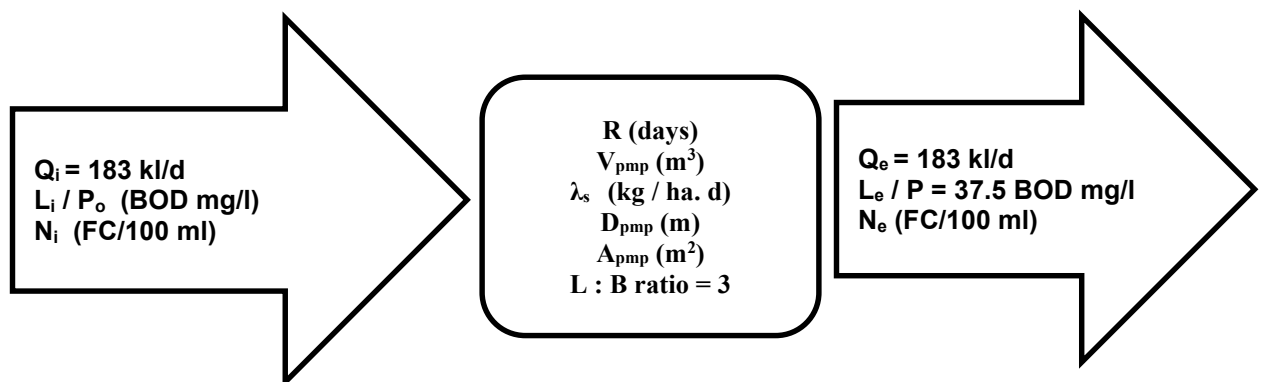 Qᵢ = 183 kl/d
Lᵢ / Pₒ (BOD mg/l)
Nᵢ (FC/100 ml)
R (days)
Vₚₘₚ (m³)
λₛ (kg / ha. d)
Dₚₘₚ (m)
Aₚₘₚ (m²)
L : B ratio = 3
Qₑ = 183 kl/d
Lₑ / P = 37.5 BOD mg/l
Nₑ (FC/100 ml)